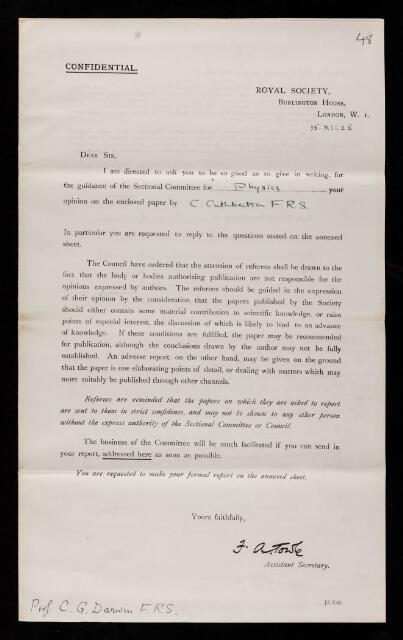 48
CONFIDENTIAL.
ROYAL SOCIETY,
BURLINGTON HOUSE,
LONDON, W. 1.
15.XII.26
DEAR SIR,
I am directed to ask you to be so good as to give in writing, for
the guidance of the Sectional Committee for Physics your
opinion on the enclosed paper by C. Cuthbertson F.R.S.
In particular you are requested to reply to the questions stated on the annexed
sheet.
The Council have ordered that the attention of referees shall be drawn to the
fact that the body or bodies authorizing publication are not responsible for the
opinions expressed by authors. The referees should be guided in the expression
of their opinion by the consideration that the papers published by the Society
should either contain some material contribution to scientific knowledge, or raise
points of especial interest, the discussion of which is likely to lead to an advance
of knowledge. If these conditions are fulfilled, the paper may be recommended
for publication, although the conclusions drawn by the author may not be fully
established. An adverse report, on the other hand, may be given on the ground
that the paper is one elaborating points of detail, or dealing with matters which may
more suitably be published through other channels.
Referees are reminded that the papers on which they are asked to report
are sent to them in strict confidence, and may not be shown to any other person
without the express authority of the Sectional Committee or Council.
The business of the Committee will be much facilitated if you can send in
your report, addressed here as soon as possible.
You are requested to make your formal report on the annexed sheet.
Yours faithfully,
F. A. Towle
Assistant Secretary.
[P.T.O.
Prof C. G. Darwin F.R.S.